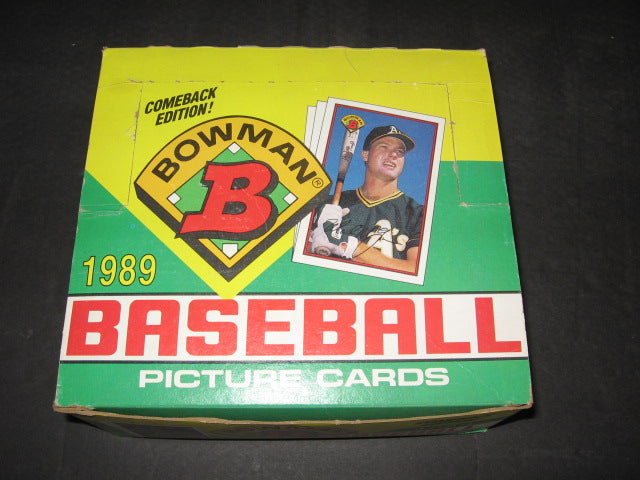 COMEBACK
EDITION!
BOWMAN®
B
1989
BASEBALL
PICTURE CARDS
A's